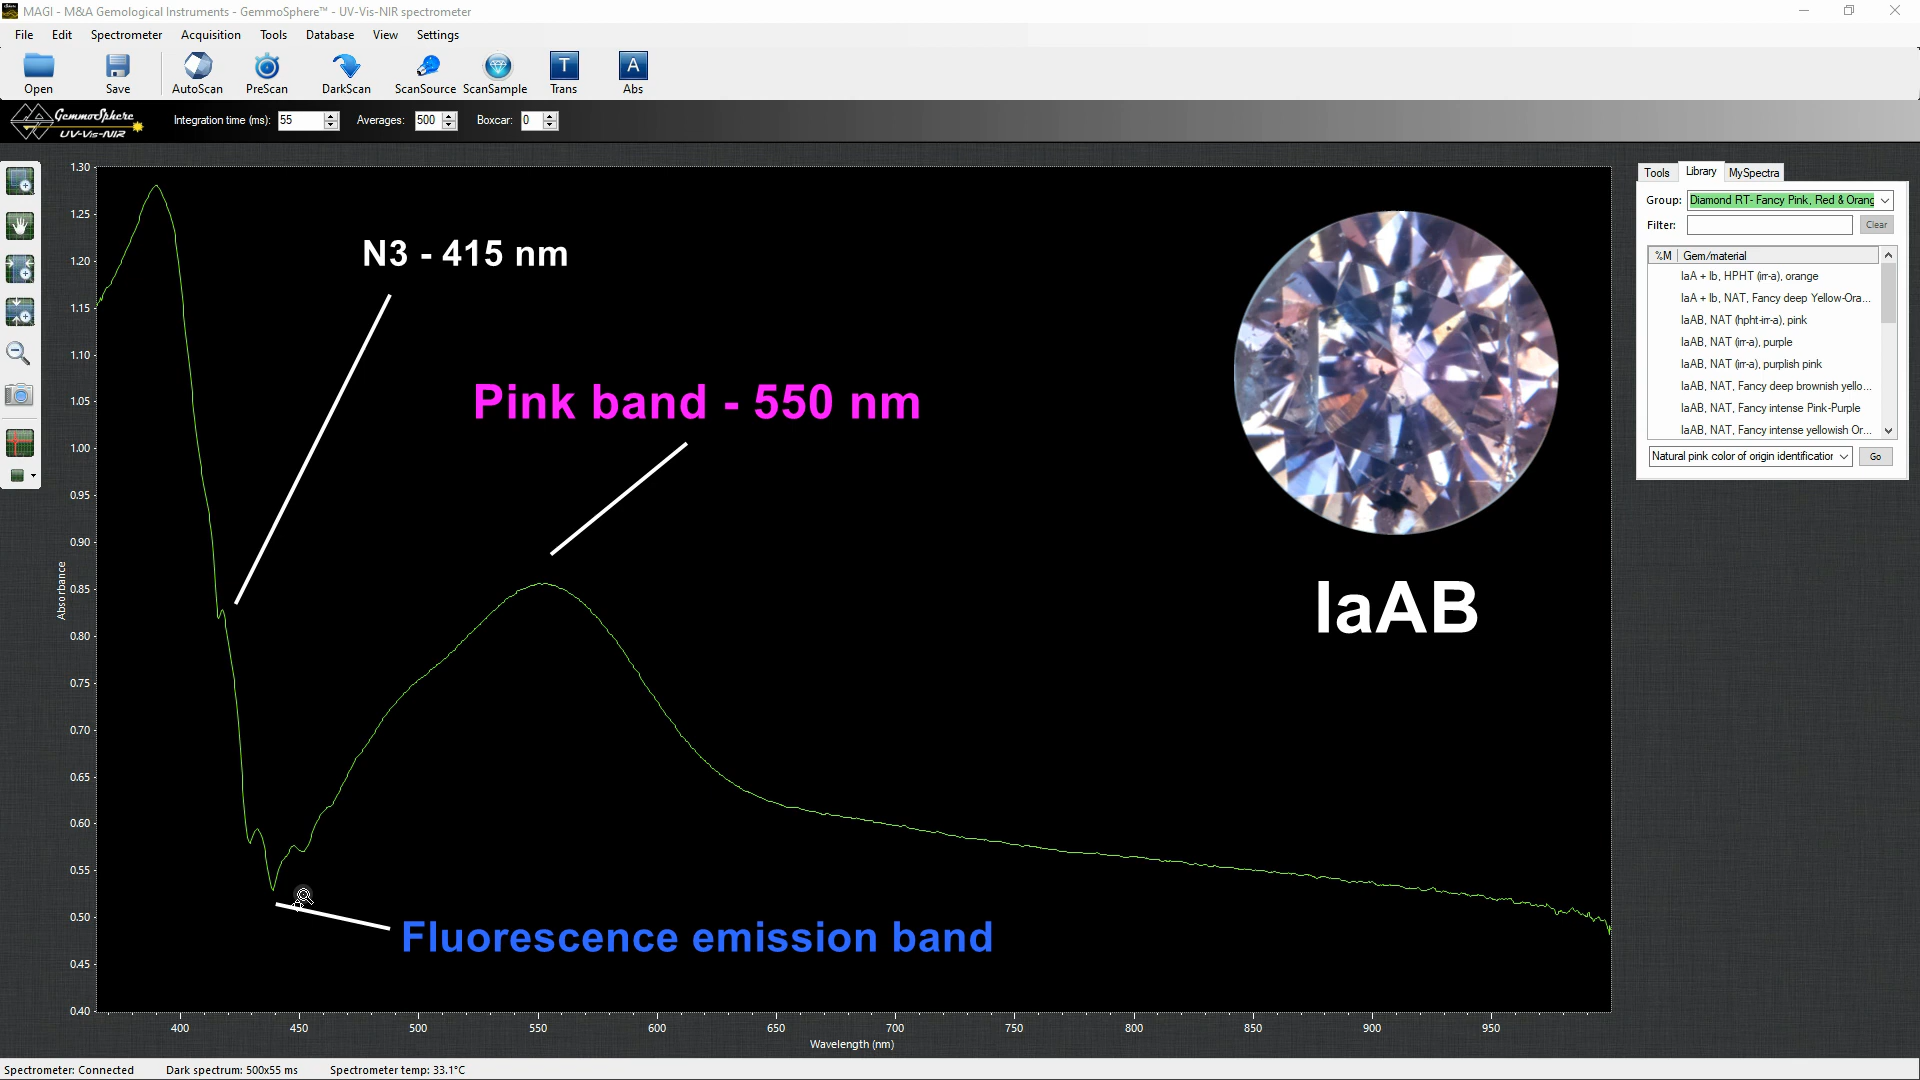 MAGI - M&A Gemological Instruments - GemmoSphere™ - UV-Vis-NIR spectrometer
File Edit Spectrometer Acquisition Tools Database View Settings
Open Save AutoScan PreScan DarkScan ScanSource ScanSample Trans Abs
T A
GemmoSphere
UV-Vis-NIR
Integration time (ms): 55 Averages: 500 Boxcar: 0
Tools Library MySpectra
Group: Diamond RT- Fancy Pink, Red & Orang
Filter: Clear
%M Gem/material
IaA + Ib, HPHT (irr-a), orange
IaA + Ib, NAT, Fancy deep Yellow-Ora...
IaAB, NAT (hpht-irr-a), pink
IaAB, NAT (irr-a), purple
IaAB, NAT (irr-a), purplish pink
IaAB, NAT, Fancy deep brownish yello...
IaAB, NAT, Fancy intense Pink-Purple
IaAB, NAT, Fancy intense yellowish Or...
Natural pink color of origin identification Go
N3 - 415 nm
Pink band - 550 nm
IaAB
Fluorescence emission band
Absorbance
1.30
1.25
1.20
1.15
1.10
1.05
1.00
0.95
0.90
0.85
0.80
0.75
0.70
0.65
0.60
0.55
0.50
0.45
0.40
400 450 500 550 600 650 700 750 800 850 900 950
Wavelength (nm)
Spectrometer: Connected Dark spectrum: 500x55 ms Spectrometer temp: 33.1°C